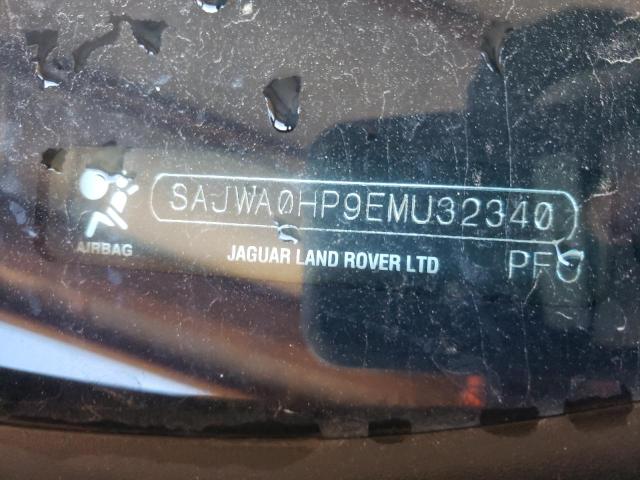 SAJWA0HP9EMU32340
AIRBAG
JAGUAR LAND ROVER LTD